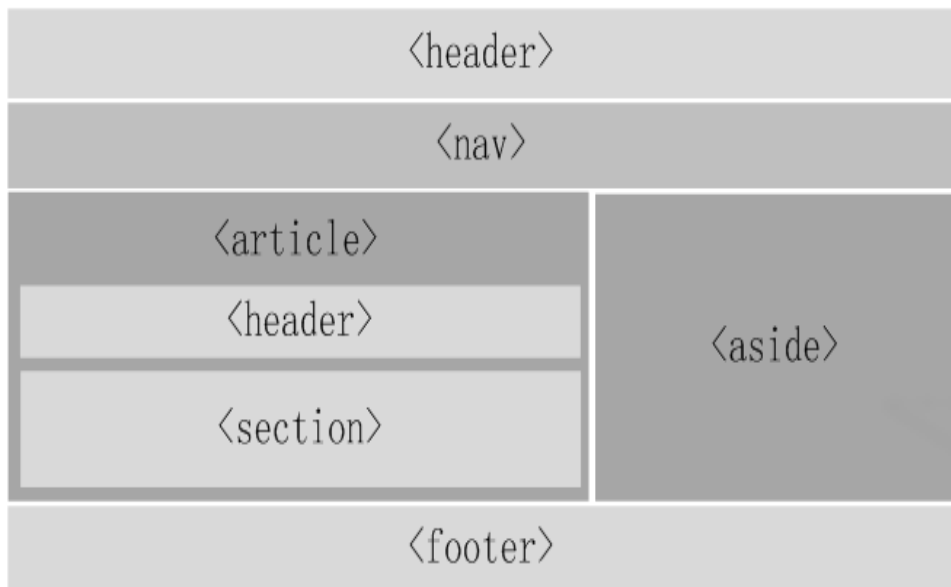 <header>
<nav>
<article>
<header>
<section>
<aside>
<footer>